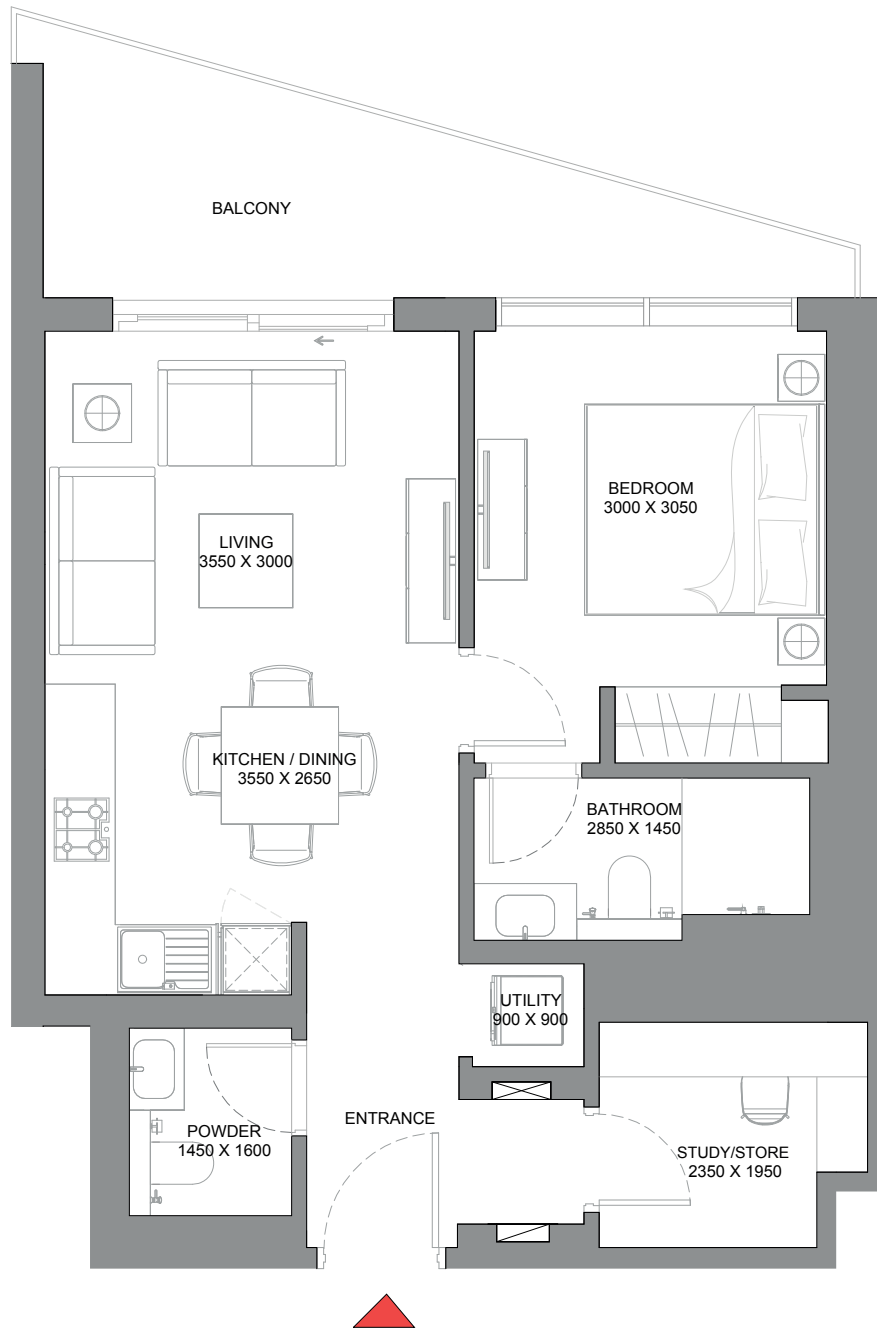 BALCONY
BEDROOM
3000 X 3050
LIVING
3550 X 3000
KITCHEN / DINING
3550 X 2650
BATHROOM
2850 X 1450
UTILITY
900 X 900
ENTRANCE
POWDER
1450 X 1600
STUDY/STORE
2350 X 1950